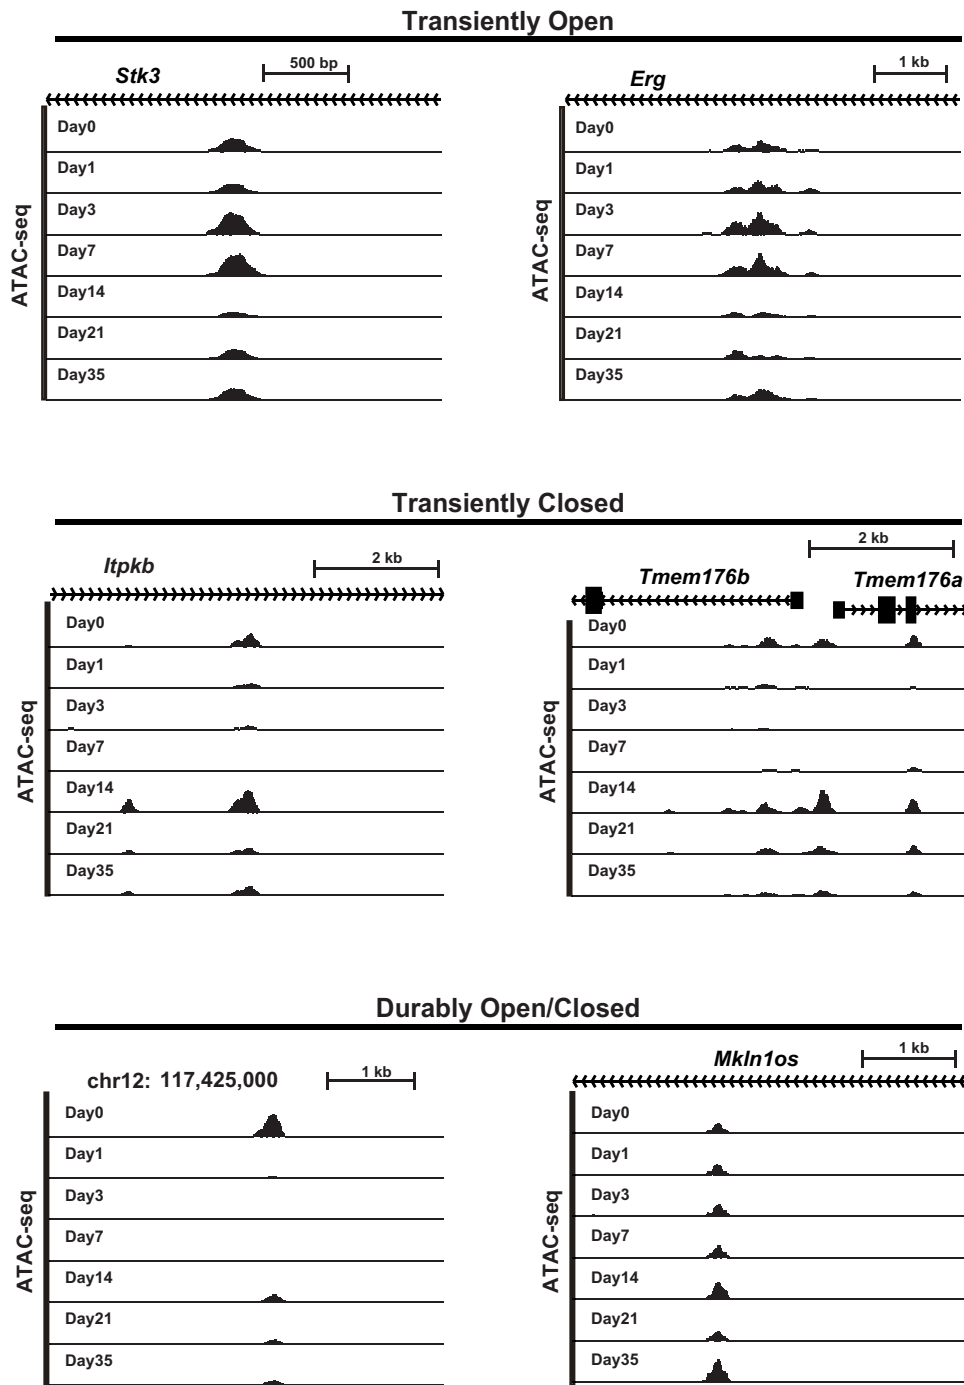 Transiently Open
Stk3
500 bp
ATAC-seq
Day0
Day1
Day3
Day7
Day14
Day21
Day35
Erg
1 kb
ATAC-seq
Day0
Day1
Day3
Day7
Day14
Day21
Day35
Transiently Closed
Itpkb
2 kb
ATAC-seq
Day0
Day1
Day3
Day7
Day14
Day21
Day35
2 kb
Tmem176b
Tmem176a
ATAC-seq
Day0
Day1
Day3
Day7
Day14
Day21
Day35
Durably Open/Closed
chr12: 117,425,000
1 kb
ATAC-seq
Day0
Day1
Day3
Day7
Day14
Day21
Day35
Mkln1os
1 kb
ATAC-seq
Day0
Day1
Day3
Day7
Day14
Day21
Day35